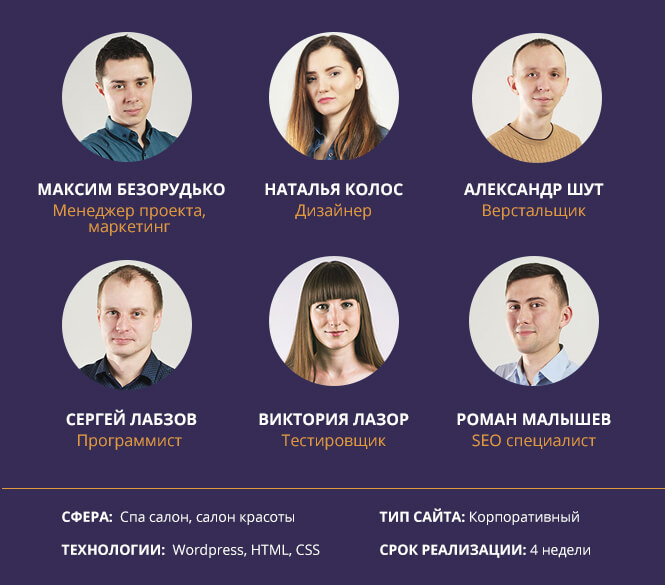 МАКСИМ БЕЗОРУДЬКО
Менеджер проекта,
маркетинг
НАТАЛЬЯ КОЛОС
Дизайнер
АЛЕКСАНДР ШУТ
Верстальщик
СЕРГЕЙ ЛАБЗОВ
Программист
ВИКТОРИЯ ЛАЗОР
Тестировщик
РОМАН МАЛЫШЕВ
SEO специалист
СФЕРА: Спа салон, салон красоты
ТИП САЙТА: Корпоративный
ТЕХНОЛОГИИ: Wordpress, HTML, CSS
СРОК РЕАЛИЗАЦИИ: 4 недели